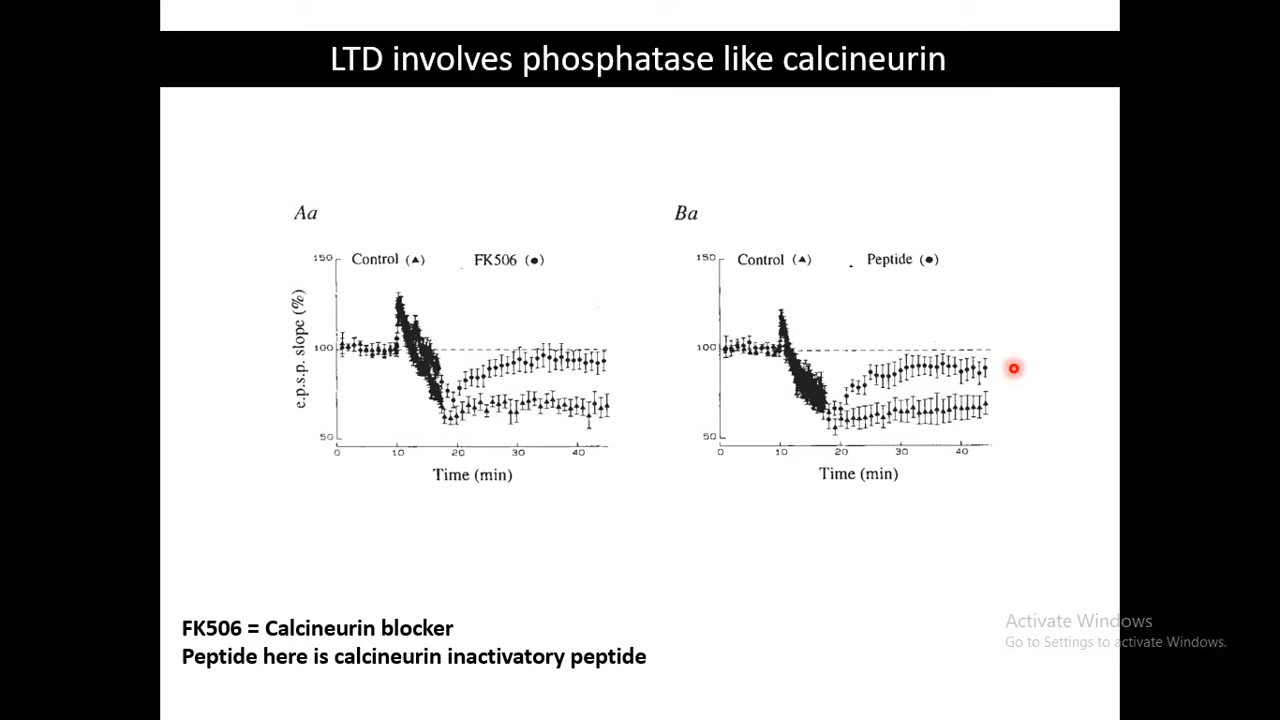 LTD involves phosphatase like calcineurin
Aa
Ba
150
Control (▲)
FK506 (●)
150
Control (▲)
Peptide (●)
e.p.s.p. slope (%)
100
100
50
50
0 10 20 30 40
0 10 20 30 40
Time (min)
Time (min)
FK506 = Calcineurin blocker
Peptide here is calcineurin inactivatory peptide
Activate Windows
Go to Settings to activate Windows.